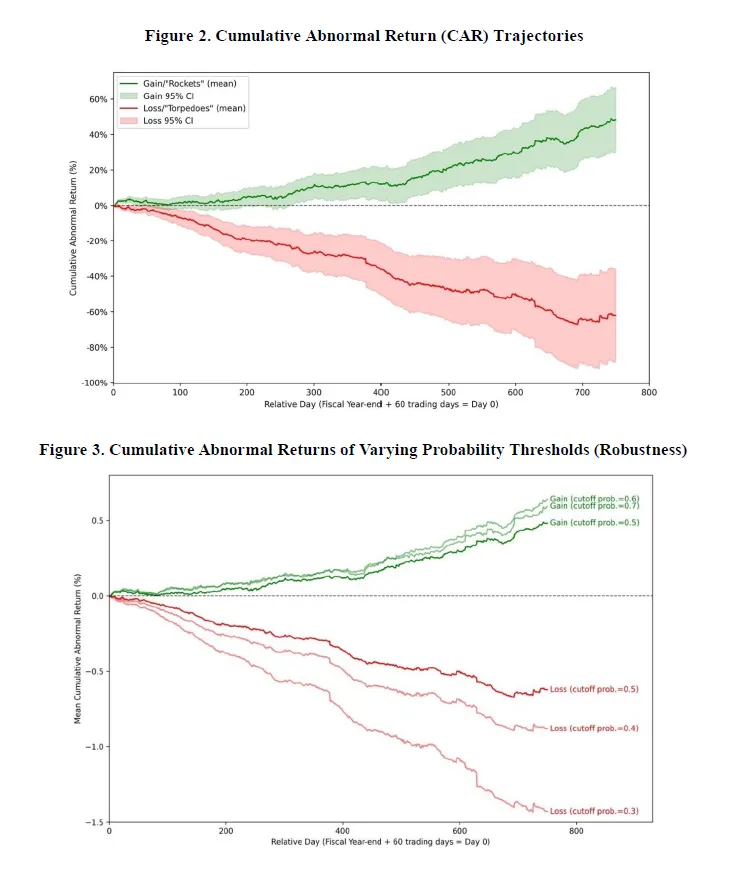 Figure 2. Cumulative Abnormal Return (CAR) Trajectories
Gain/"Rockets" (mean)
Gain 95% CI
Loss/"Torpedoes" (mean)
Loss 95% CI
60%
40%
20%
0%
-20%
-40%
-60%
-80%
-100%
Cumulative Abnormal Return (%)
0 100 200 300 400 500 600 700 800
Relative Day (Fiscal Year-end + 60 trading days = Day 0)
Figure 3. Cumulative Abnormal Returns of Varying Probability Thresholds (Robustness)
Gain (cutoff prob.=0.6)
Gain (cutoff prob.=0.7)
Gain (cutoff prob.=0.5)
Loss (cutoff prob.=0.5)
Loss (cutoff prob.=0.4)
Loss (cutoff prob.=0.3)
0.5
0.0
−0.5
−1.0
−1.5
Mean Cumulative Abnormal Return (%)
0 200 400 600 800
Relative Day (Fiscal Year-end + 60 trading days = Day 0)